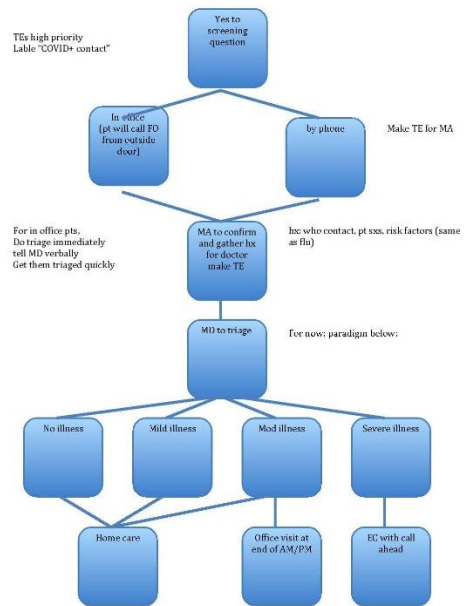 Yes to
screening
question
TEs high priority
Lable "COVID+ contact"
In office
(pt will call FO
from outside
door)
by phone
Make TE for MA
For in office pts,
Do triage immediately
tell MD verbally
Get them triaged quickly
MA to confirm
and gather hx
for doctor
make TE
hx: who contact, pt sxs, risk factors (same
as flu)
MD to triage
For now: paradigm below:
No illness
Mild illness
Mod illness
Severe illness
Home care
Office visit at
end of AM/PM
EC with call
ahead